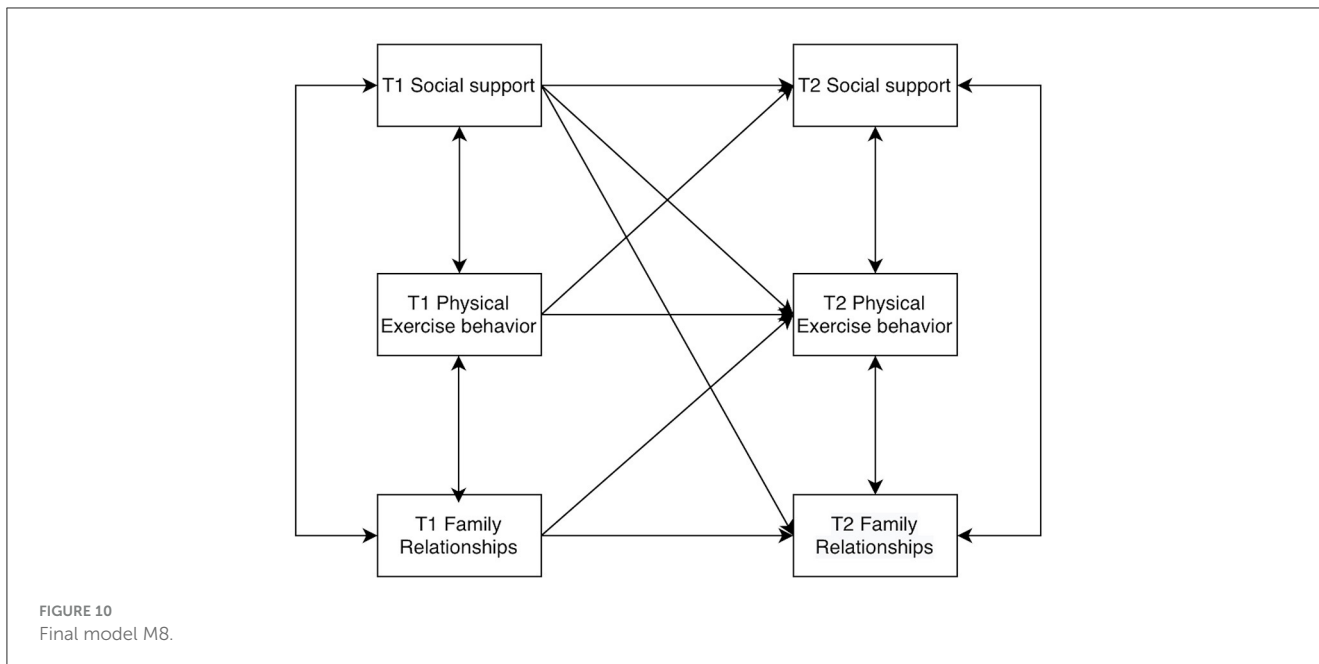 T1 Social support
T2 Social support
T1 Physical
Exercise behavior
T2 Physical
Exercise behavior
T1 Family
Relationships
T2 Family
Relationships
FIGURE 10
Final model M8.